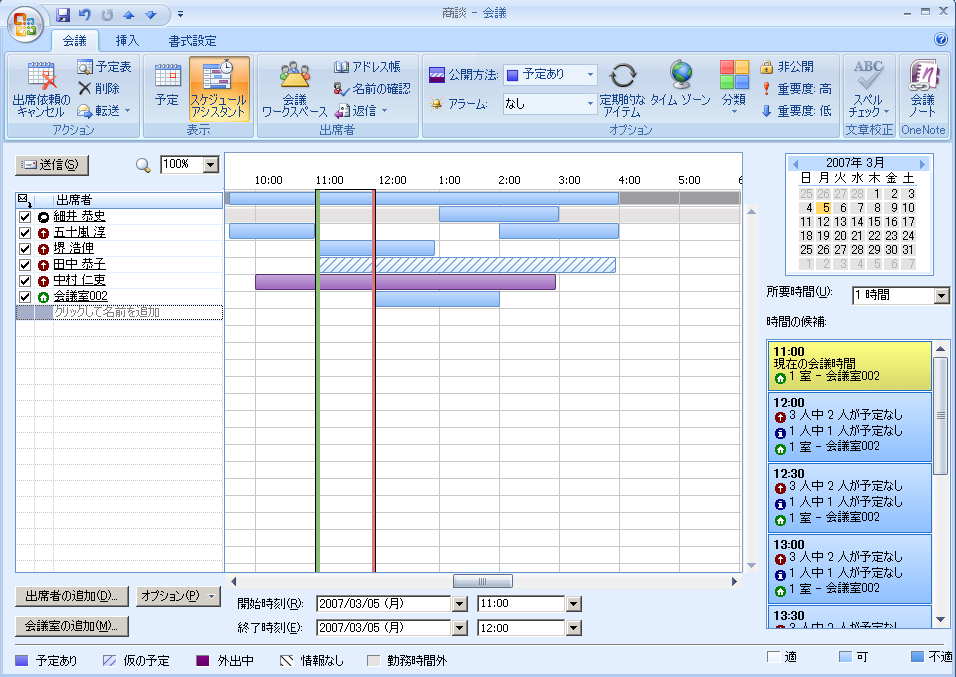 商談 - 会議
会議 挿入 書式設定
出席依頼の
キャンセル
予定表
削除
転送
アクション
予定
スケジュール
アシスタント
表示
会議
ワークスペース
アドレス帳
名前の確認
返信
出席者
公開方法: 予定あり
アラーム: なし
定期的な
アイテム
タイム ゾーン
分類
非公開
重要度: 高
重要度: 低
オプション
ABC
スペル
チェック
文章校正
会議
ノート
OneNote
送信(S)
100%
10:00 11:00 12:00 1:00 2:00 3:00 4:00 5:00 6
出席者
細井 恭史
五十嵐 淳
堺 浩伸
田中 恭子
中村 仁吏
会議室002
クリックして名前を追加
2007年 3月
日 月 火 水 木 金 土
25 26 27 28 1 2 3
4 5 6 7 8 9 10
11 12 13 14 15 16 17
18 19 20 21 22 23 24
25 26 27 28 29 30 31
1 2 3 4 5 6 7
所要時間(U): 1 時間
時間の候補:
11:00
現在の会議時間
1 室 - 会議室002
12:00
3 人中 2 人が予定なし
1 人中 1 人が予定なし
1 室 - 会議室002
12:30
3 人中 2 人が予定なし
1 人中 1 人が予定なし
1 室 - 会議室002
13:00
3 人中 2 人が予定なし
1 人中 1 人が予定なし
1 室 - 会議室002
13:30
3 人中 2 人が予定なし
出席者の追加(D)... オプション(P)
会議室の追加(M)...
開始時刻(R): 2007/03/05 (月) 11:00
終了時刻(E): 2007/03/05 (月) 12:00
予定あり 仮の予定 外出中 情報なし 勤務時間外
適 可 不適